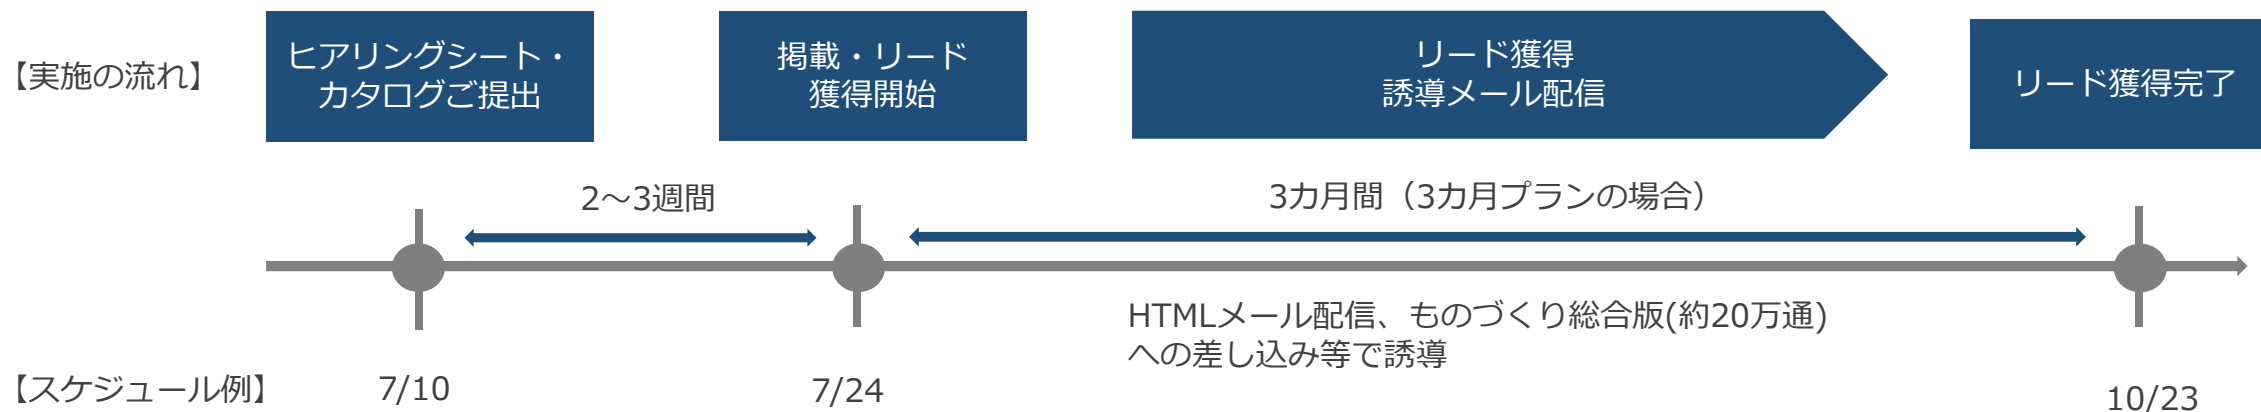 【実施の流れ】
ヒアリングシート・
カタログご提出
掲載・リード
獲得開始
リード獲得
誘導メール配信
リード獲得完了
2～3週間
3カ月間（3カ月プランの場合）
HTMLメール配信、ものづくり総合版(約20万通)
への差し込み等で誘導
【スケジュール例】
7/10
7/24
10/23